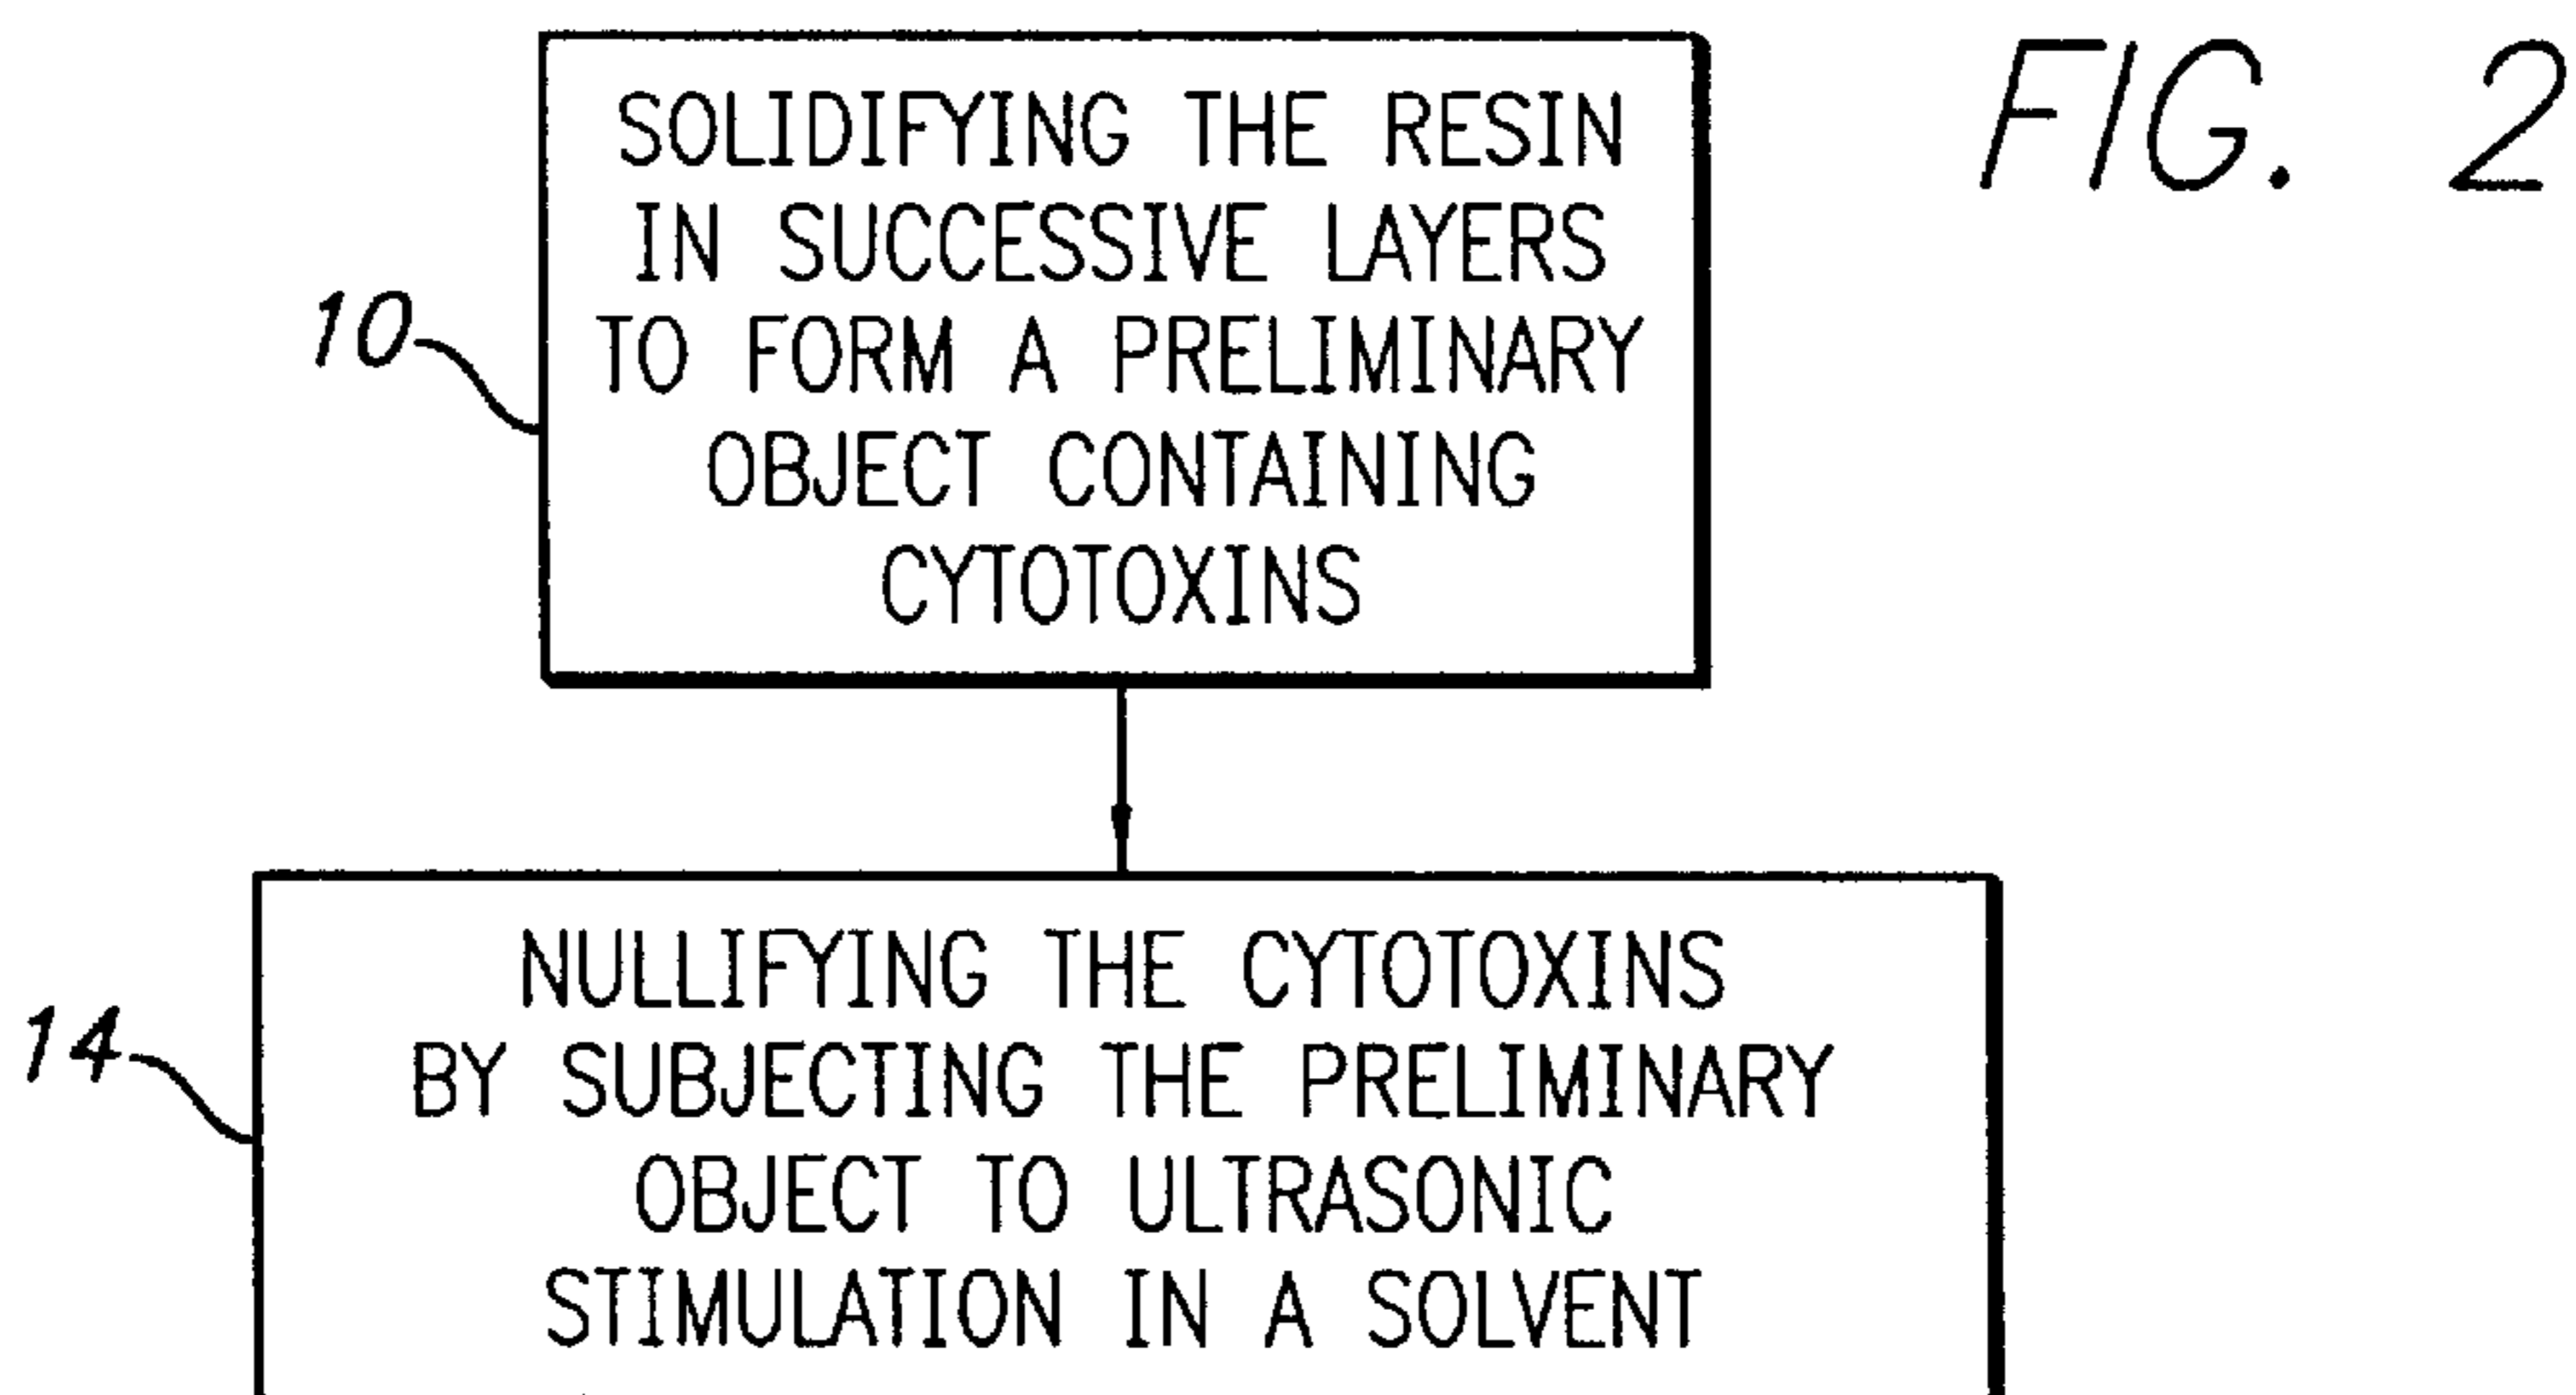 FIG. 2
SOLIDIFYING THE RESIN
IN SUCCESSIVE LAYERS
TO FORM A PRELIMINARY
OBJECT CONTAINING
CYTOTOXINS
10
NULLIFYING THE CYTOTOXINS
BY SUBJECTING THE PRELIMINARY
OBJECT TO ULTRASONIC
STIMULATION IN A SOLVENT
14